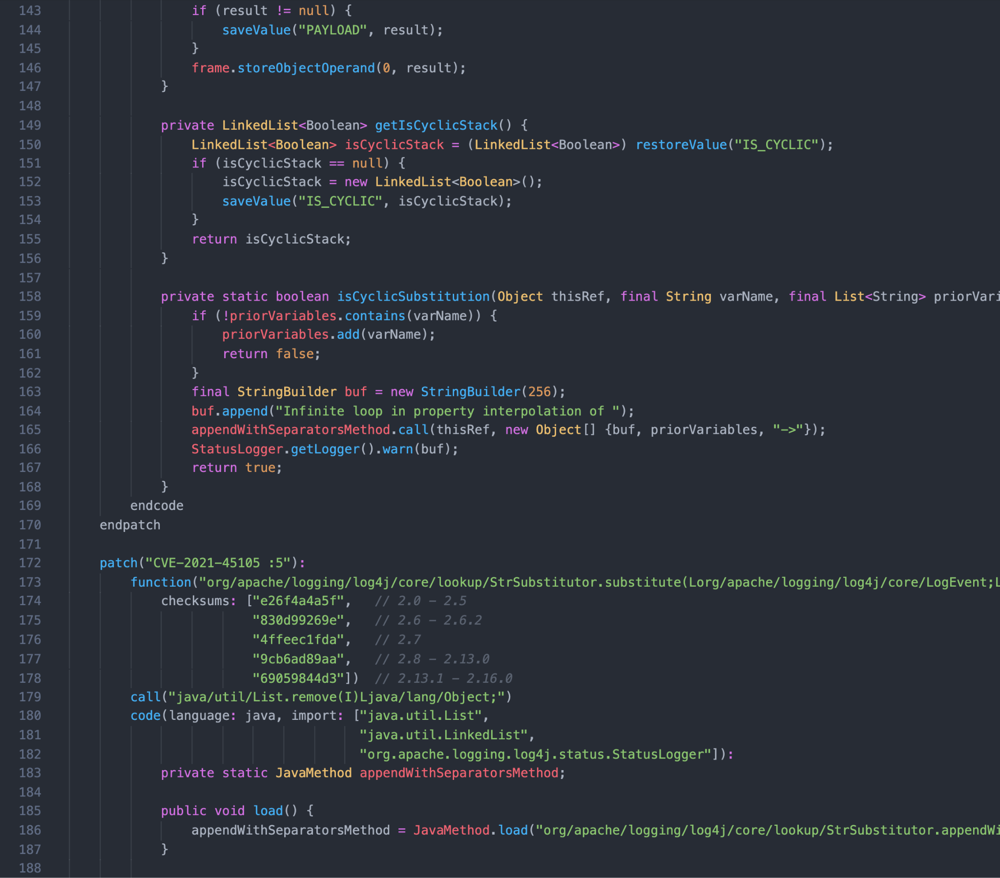 143 if (result != null) {
144 saveValue("PAYLOAD", result);
145 }
146 frame.storeObjectOperand(0, result);
147 }
148
149 private LinkedList<Boolean> getIsCyclicStack() {
150 LinkedList<Boolean> isCyclicStack = (LinkedList<Boolean>) restoreValue("IS_CYCLIC");
151 if (isCyclicStack == null) {
152 isCyclicStack = new LinkedList<Boolean>();
153 saveValue("IS_CYCLIC", isCyclicStack);
154 }
155 return isCyclicStack;
156 }
157
158 private static boolean isCyclicSubstitution(Object thisRef, final String varName, final List<String> priorVari
159 if (!priorVariables.contains(varName)) {
160 priorVariables.add(varName);
161 return false;
162 }
163 final StringBuilder buf = new StringBuilder(256);
164 buf.append("Infinite loop in property interpolation of ");
165 appendWithSeparatorsMethod.call(thisRef, new Object[] {buf, priorVariables, "->"});
166 StatusLogger.getLogger().warn(buf);
167 return true;
168 }
169 endcode
170 endpatch
171
172 patch("CVE-2021-45105 :5"):
173 function("org/apache/logging/log4j/core/lookup/StrSubstitutor.substitute(Lorg/apache/logging/log4j/core/LogEvent;L
174 checksums: ["e26f4a4a5f", // 2.0 - 2.5
175 "830d99269e", // 2.6 - 2.6.2
176 "4ffeec1fda", // 2.7
177 "9cb6ad89aa", // 2.8 - 2.13.0
178 "69059844d3"]) // 2.13.1 - 2.16.0
179 call("java/util/List.remove(I)Ljava/lang/Object;")
180 code(language: java, import: ["java.util.List",
181 "java.util.LinkedList",
182 "org.apache.logging.log4j.status.StatusLogger"]):
183 private static JavaMethod appendWithSeparatorsMethod;
184
185 public void load() {
186 appendWithSeparatorsMethod = JavaMethod.load("org/apache/logging/log4j/core/lookup/StrSubstitutor.appendWi
187 }
188